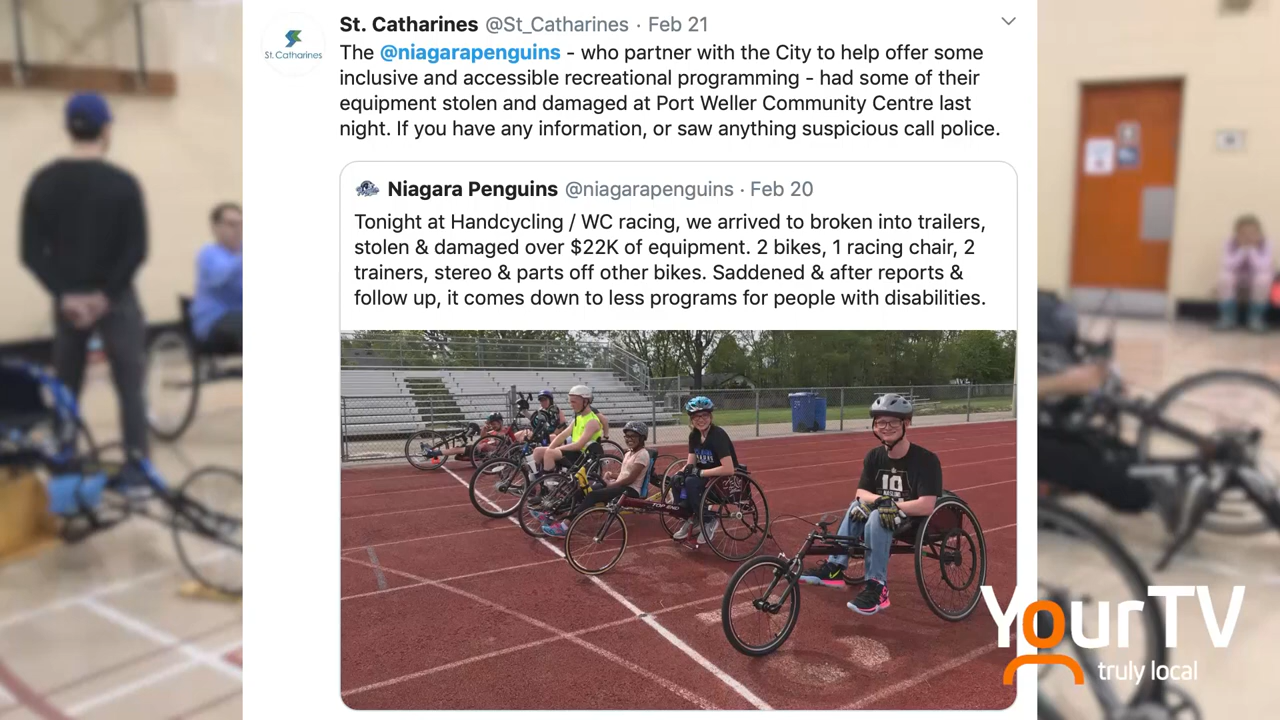 St. Catharines @St_Catharines · Feb 21
St. Catharines
The @niagarapenguins - who partner with the City to help offer some
inclusive and accessible recreational programming - had some of their
equipment stolen and damaged at Port Weller Community Centre last
night. If you have any information, or saw anything suspicious call police.
Niagara Penguins @niagarapenguins · Feb 20
Tonight at Handcycling / WC racing, we arrived to broken into trailers,
stolen & damaged over $22K of equipment. 2 bikes, 1 racing chair, 2
trainers, stereo & parts off other bikes. Saddened & after reports &
follow up, it comes down to less programs for people with disabilities.
TOP END
YourTV
truly local